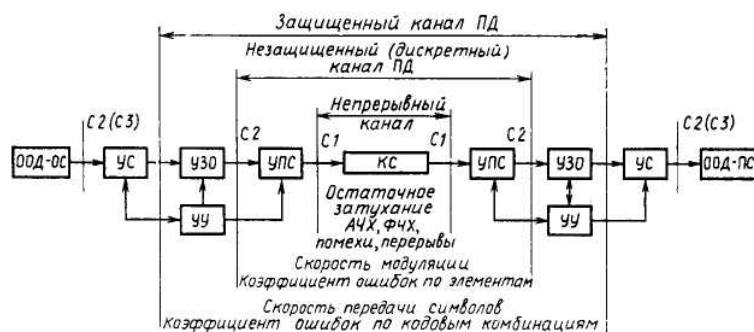 Защищенный канал ПД
Незащищенный (дискретный)
канал ПД
Непрерывный
канал
С2(С3)
С2
С1
С1
С2
С2(С3)
ООД-ОС
УС
УЗО
УПС
КС
УПС
УЗО
УС
ООД-ПС
УУ
УУ
Остаточное
затухание
АЧХ, ФЧХ,
помехи, перерывы
Скорость модуляции
Коэффициент ошибок по элементам
Скорость передачи символов
Коэффициент ошибок по кодовым комбинациям